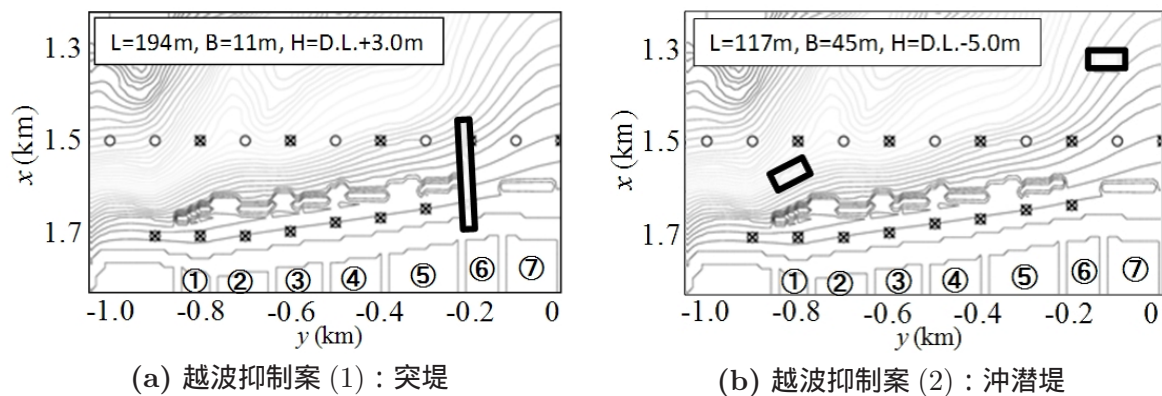 L=194m, B=11m, H=D.L.+3.0m
1.3
1.5
1.7
x (km)
① ② ③ ④ ⑤ ⑥ ⑦
-1.0 -0.8 -0.6 -0.4 -0.2 0
y (km)
(a) 越波抑制案 (1)：突堤
L=117m, B=45m, H=D.L.-5.0m
1.3
1.5
1.7
x (km)
① ② ③ ④ ⑤ ⑥ ⑦
-1.0 -0.8 -0.6 -0.4 -0.2 0
y (km)
(b) 越波抑制案 (2)：沖潜堤